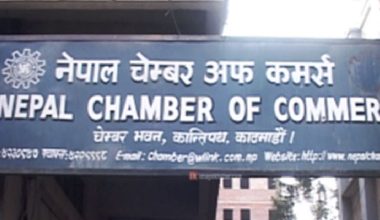 नेपाल चेम्बर अफ कमर्स
NEPAL CHAMBER OF COMMER
चेम्बर भवन, कान्तिपथ, काठमाडौं !
E-mail: chamber@wlink.com.np Website: http://www.nepalcha